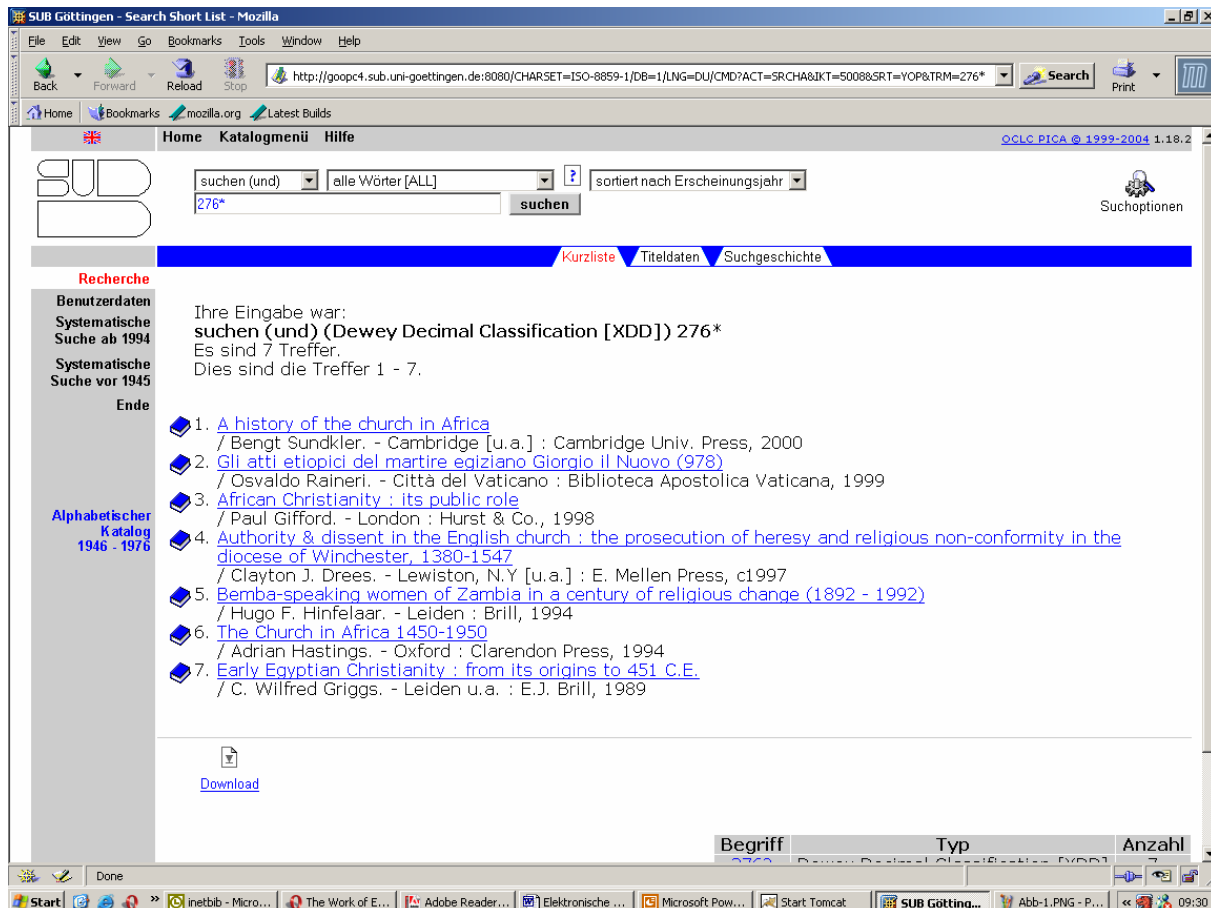 SUB Göttingen - Search Short List - Mozilla
File Edit View Go Bookmarks Tools Window Help
Back Forward Reload Stop http://goopc4.sub.uni-goettingen.de:8080/CHARSET=ISO-8859-1/DB=1/LNG=DU/CMD?ACT=SRCHA&IKT=5008&SRT=YOP&TRM=276* Search Print
Home Bookmarks mozilla.org Latest Builds
Home Katalogmenü Hilfe OCLC PICA © 1999-2004 1.18.2
SUB
suchen (und) alle Wörter [ALL] ? sortiert nach Erscheinungsjahr
276* suchen
Suchoptionen
Kurzliste Titeldaten Suchgeschichte
Recherche
Benutzerdaten
Systematische
Suche ab 1994
Systematische
Suche vor 1945
Ende
Alphabetischer
Katalog
1946 - 1976
Ihre Eingabe war:
suchen (und) (Dewey Decimal Classification [XDD]) 276*
Es sind 7 Treffer.
Dies sind die Treffer 1 - 7.
1. A history of the church in Africa
/ Bengt Sundkler. - Cambridge [u.a.] : Cambridge Univ. Press, 2000
2. Gli atti etiopici del martire egiziano Giorgio il Nuovo (978)
/ Osvaldo Raineri. - Città del Vaticano : Biblioteca Apostolica Vaticana, 1999
3. African Christianity : its public role
/ Paul Gifford. - London : Hurst & Co., 1998
4. Authority & dissent in the English church : the prosecution of heresy and religious non-conformity in the
diocese of Winchester, 1380-1547
/ Clayton J. Drees. - Lewiston, N.Y [u.a.] : E. Mellen Press, c1997
5. Bemba-speaking women of Zambia in a century of religious change (1892 - 1992)
/ Hugo F. Hinfelaar. - Leiden : Brill, 1994
6. The Church in Africa 1450-1950
/ Adrian Hastings. - Oxford : Clarendon Press, 1994
7. Early Egyptian Christianity : from its origins to 451 C.E.
/ C. Wilfred Griggs. - Leiden u.a. : E.J. Brill, 1989
Download
Begriff Typ Anzahl
Dewey Decimal Classification [XDD] 7
Done
Start inetbib - Micro... The Work of E... Adobe Reader... Elektronische ... Microsoft Pow... Start Tomcat SUB Götting... Abb-1.PNG - P... 09:30